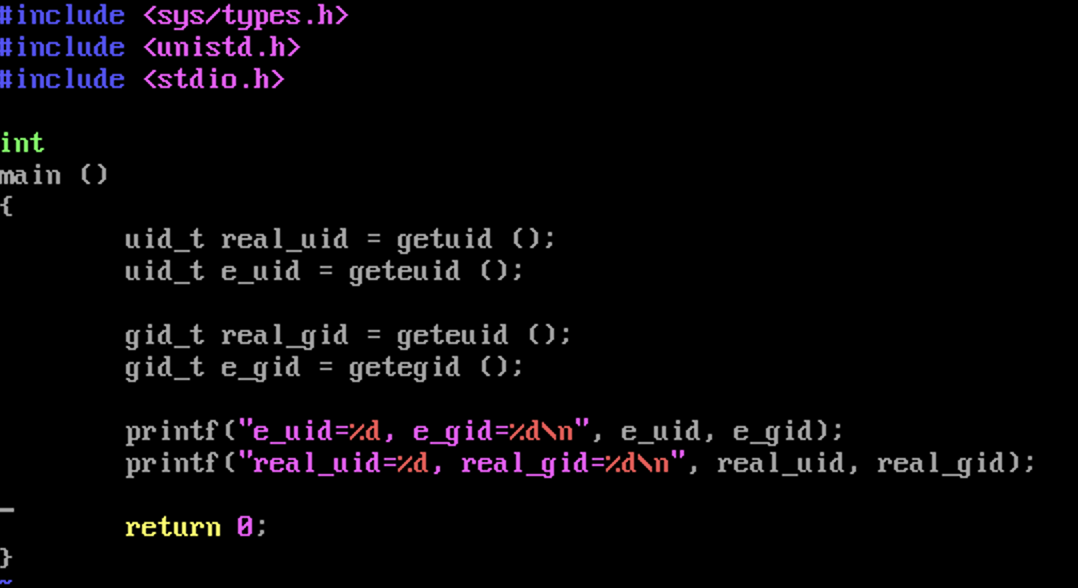 #include <sys/types.h>
#include <unistd.h>
#include <stdio.h>

int
main ()
{
        uid_t real_uid = getuid ();
        uid_t e_uid = geteuid ();

        gid_t real_gid = geteuid ();
        gid_t e_gid = getegid ();

        printf("e_uid=%d, e_gid=%d\n", e_uid, e_gid);
        printf("real_uid=%d, real_gid=%d\n", real_uid, real_gid);

        return 0;
}
~